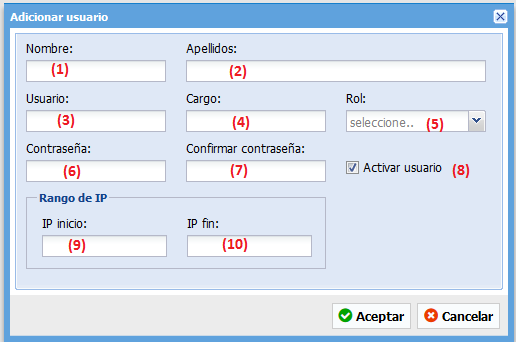 Adicionar usuario
Nombre: Apellidos:
(1) (2)
Usuario: Cargo: Rol:
(3) (4) seleccione.. (5)
Contraseña: Confirmar contraseña:
(6) (7) Activar usuario (8)
Rango de IP
IP inicio: IP fin:
(9) (10)
Aceptar Cancelar